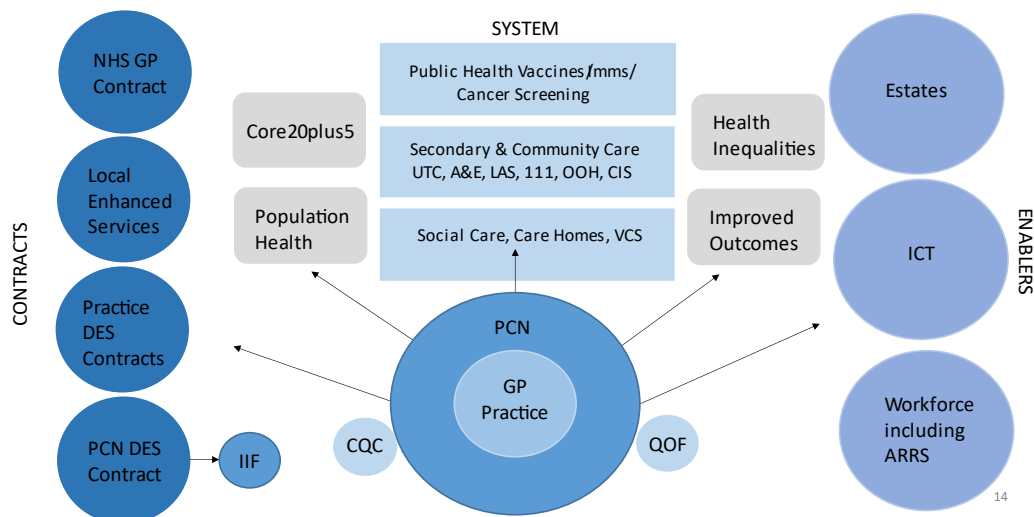 SYSTEM
CONTRACTS
NHS GP
Contract
Local
Enhanced
Services
Practice
DES
Contracts
PCN DES
Contract
IIF
Core20plus5
Population
Health
Public Health Vaccines/mms/
Cancer Screening
Secondary & Community Care
UTC, A&E, LAS, 111, OOH, CIS
Social Care, Care Homes, VCS
Health
Inequalities
Improved
Outcomes
PCN
GP
Practice
CQC
QOF
Estates
ICT
Workforce
including
ARRS
ENABLERS
14